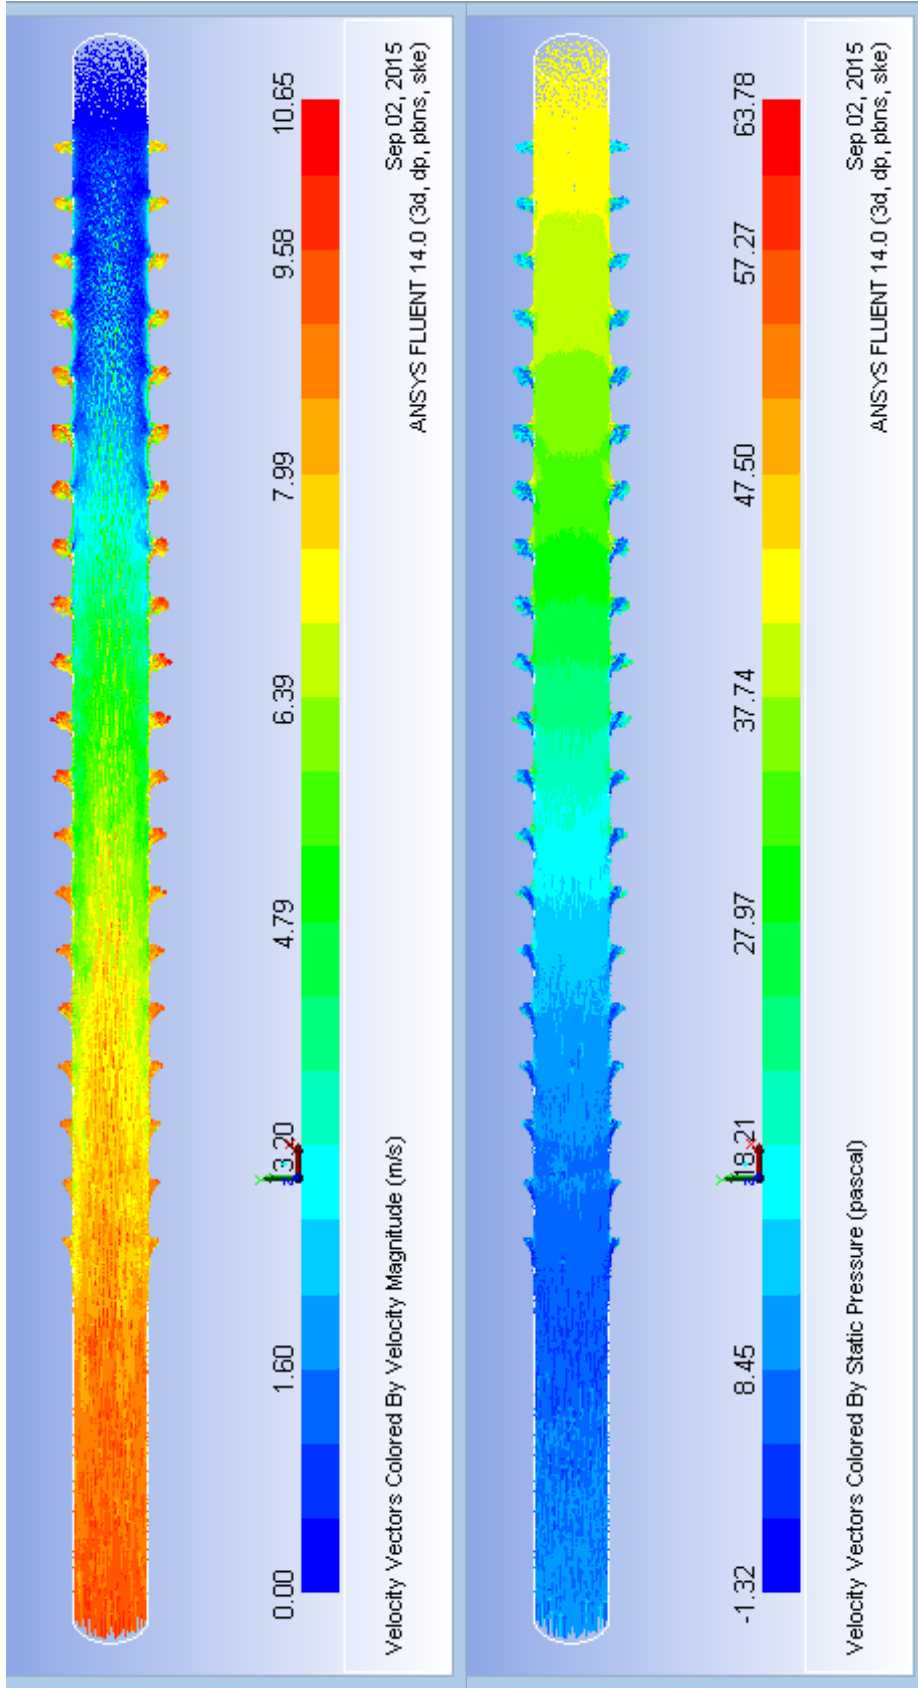 0.00 1.60 3.20 4.79 6.39 7.99 9.58 10.65
Velocity Vectors Colored By Velocity Magnitude (m/s) Sep 02, 2015
ANSYS FLUENT 14.0 (3d, dp, pbns, ske)
-1.32 8.45 18.21 27.97 37.74 47.50 57.27 63.78
Velocity Vectors Colored By Static Pressure (pascal) Sep 02, 2015
ANSYS FLUENT 14.0 (3d, dp, pbns, ske)